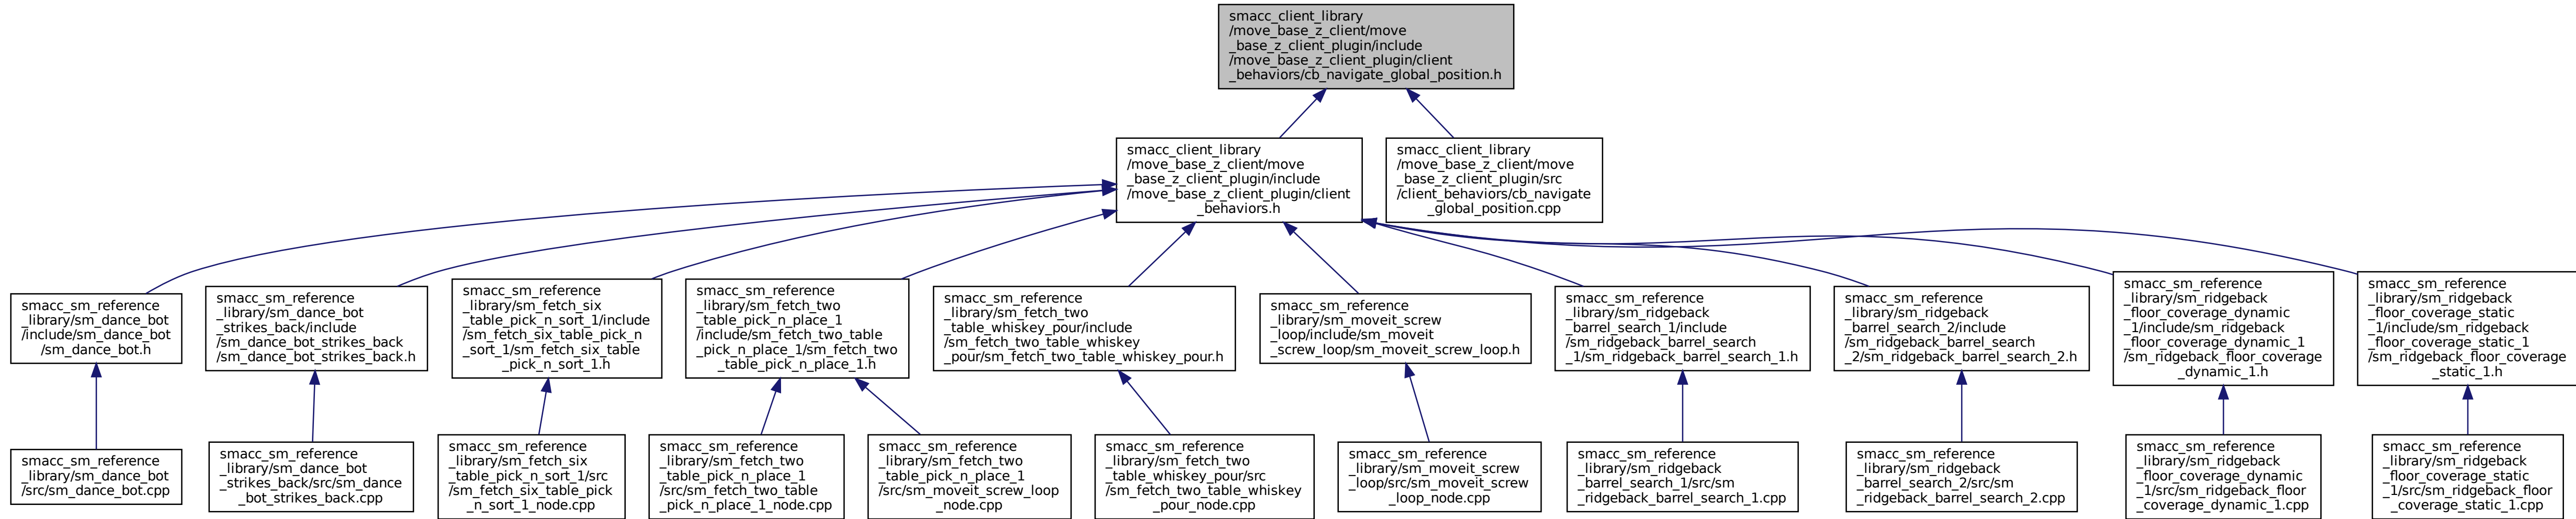 smacc_client_library
/move_base_z_client/move
_base_z_client_plugin/include
/move_base_z_client_plugin/client
_behaviors/cb_navigate_global_position.h
smacc_client_library
/move_base_z_client/move
_base_z_client_plugin/include
/move_base_z_client_plugin/client
_behaviors.h
smacc_client_library
/move_base_z_client/move
_base_z_client_plugin/src
/client_behaviors/cb_navigate
_global_position.cpp
smacc_sm_reference
_library/sm_dance_bot
/include/sm_dance_bot
/sm_dance_bot.h
smacc_sm_reference
_library/sm_dance_bot
_strikes_back/include
/sm_dance_bot_strikes_back
/sm_dance_bot_strikes_back.h
smacc_sm_reference
_library/sm_fetch_six
_table_pick_n_sort_1/include
/sm_fetch_six_table_pick_n
_sort_1/sm_fetch_six_table
_pick_n_sort_1.h
smacc_sm_reference
_library/sm_fetch_two
_table_pick_n_place_1
/include/sm_fetch_two_table
_pick_n_place_1/sm_fetch_two
_table_pick_n_place_1.h
smacc_sm_reference
_library/sm_fetch_two
_table_whiskey_pour/include
/sm_fetch_two_table_whiskey
_pour/sm_fetch_two_table_whiskey_pour.h
smacc_sm_reference
_library/sm_moveit_screw
_loop/include/sm_moveit
_screw_loop/sm_moveit_screw_loop.h
smacc_sm_reference
_library/sm_ridgeback
_barrel_search_1/include
/sm_ridgeback_barrel_search
_1/sm_ridgeback_barrel_search_1.h
smacc_sm_reference
_library/sm_ridgeback
_barrel_search_2/include
/sm_ridgeback_barrel_search
_2/sm_ridgeback_barrel_search_2.h
smacc_sm_reference
_library/sm_ridgeback
_floor_coverage_dynamic
_1/include/sm_ridgeback
_floor_coverage_dynamic_1
/sm_ridgeback_floor_coverage
_dynamic_1.h
smacc_sm_reference
_library/sm_ridgeback
_floor_coverage_static
_1/include/sm_ridgeback
_floor_coverage_static_1
/sm_ridgeback_floor_coverage
_static_1.h
smacc_sm_reference
_library/sm_dance_bot
/src/sm_dance_bot.cpp
smacc_sm_reference
_library/sm_dance_bot
_strikes_back/src/sm_dance
_bot_strikes_back.cpp
smacc_sm_reference
_library/sm_fetch_six
_table_pick_n_sort_1/src
/sm_fetch_six_table_pick
_n_sort_1_node.cpp
smacc_sm_reference
_library/sm_fetch_two
_table_pick_n_place_1
/src/sm_fetch_two_table
_pick_n_place_1_node.cpp
smacc_sm_reference
_library/sm_fetch_two
_table_pick_n_place_1
/src/sm_moveit_screw_loop
_node.cpp
smacc_sm_reference
_library/sm_fetch_two
_table_whiskey_pour/src
/sm_fetch_two_table_whiskey
_pour_node.cpp
smacc_sm_reference
_library/sm_moveit_screw
_loop/src/sm_moveit_screw
_loop_node.cpp
smacc_sm_reference
_library/sm_ridgeback
_barrel_search_1/src/sm
_ridgeback_barrel_search_1.cpp
smacc_sm_reference
_library/sm_ridgeback
_barrel_search_2/src/sm
_ridgeback_barrel_search_2.cpp
smacc_sm_reference
_library/sm_ridgeback
_floor_coverage_dynamic
_1/src/sm_ridgeback_floor
_coverage_dynamic_1.cpp
smacc_sm_reference
_library/sm_ridgeback
_floor_coverage_static
_1/src/sm_ridgeback_floor
_coverage_static_1.cpp